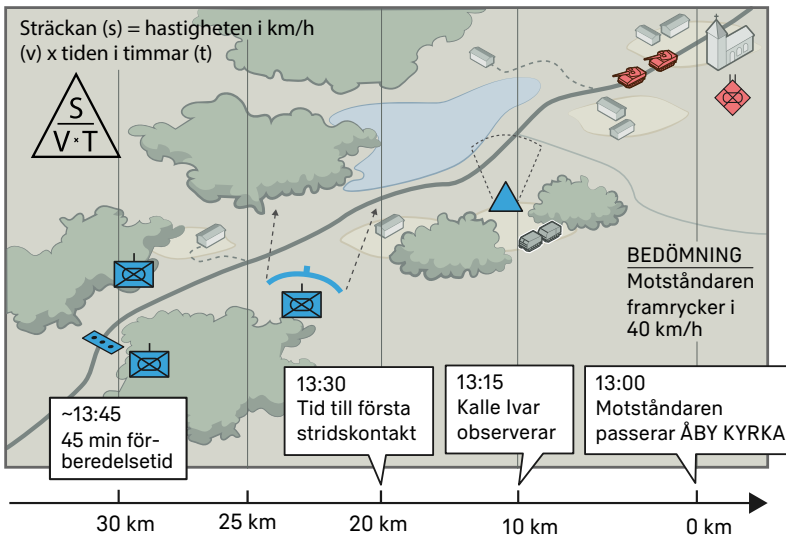 Sträckan (s) = hastigheten i km/h
(v) x tiden i timmar (t)
S
V × T
BEDÖMNING
Motståndaren
framrycker i
40 km/h
~13:45
45 min för-
beredelsetid
13:30
Tid till första
stridskontakt
13:15
Kalle Ivar
observerar
13:00
Motståndaren
passerar ÅBY KYRKA
30 km
25 km
20 km
10 km
0 km